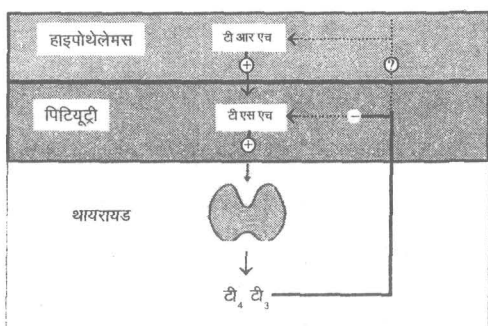 हाइपोथेलेमस
टी आर एच
+
?
पिटियूट्री
टी एस एच
−
+
थायरायड
टी₄ टी₃